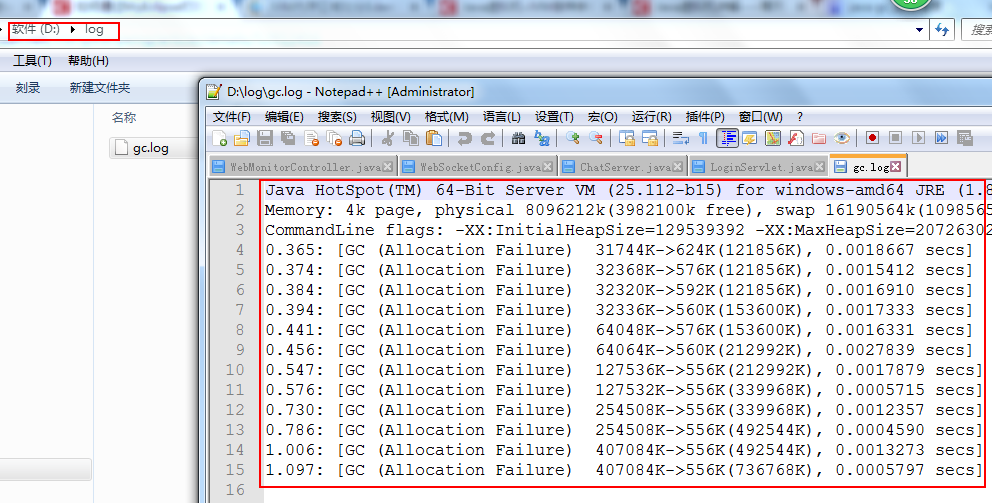 38
软件 (D:) ▸ log
搜索
工具(T) 帮助(H)
刻录 新建文件夹
名称
gc.log
D:\log\gc.log - Notepad++ [Administrator]
文件(F) 编辑(E) 搜索(S) 视图(V) 格式(M) 语言(L) 设置(T) 宏(O) 运行(R) 插件(P) 窗口(W) ?
WebMonitorController.java WebSocketConfig.java ChatServer.java LoginServlet.java gc.log
1 Java HotSpot(TM) 64-Bit Server VM (25.112-b15) for windows-amd64 JRE (1.8
2 Memory: 4k page, physical 8096212k(3982100k free), swap 16190564k(1098565
3 CommandLine flags: -XX:InitialHeapSize=129539392 -XX:MaxHeapSize=20726302
4 0.365: [GC (Allocation Failure)  31744K->624K(121856K), 0.0018667 secs]
5 0.374: [GC (Allocation Failure)  32368K->576K(121856K), 0.0015412 secs]
6 0.384: [GC (Allocation Failure)  32320K->592K(121856K), 0.0016910 secs]
7 0.394: [GC (Allocation Failure)  32336K->560K(153600K), 0.0017333 secs]
8 0.441: [GC (Allocation Failure)  64048K->576K(153600K), 0.0016331 secs]
9 0.456: [GC (Allocation Failure)  64064K->560K(212992K), 0.0027839 secs]
10 0.547: [GC (Allocation Failure)  127536K->556K(212992K), 0.0017879 secs]
11 0.576: [GC (Allocation Failure)  127532K->556K(339968K), 0.0005715 secs]
12 0.730: [GC (Allocation Failure)  254508K->556K(339968K), 0.0012357 secs]
13 0.786: [GC (Allocation Failure)  254508K->556K(492544K), 0.0004590 secs]
14 1.006: [GC (Allocation Failure)  407084K->556K(492544K), 0.0013273 secs]
15 1.097: [GC (Allocation Failure)  407084K->556K(736768K), 0.0005797 secs]
16